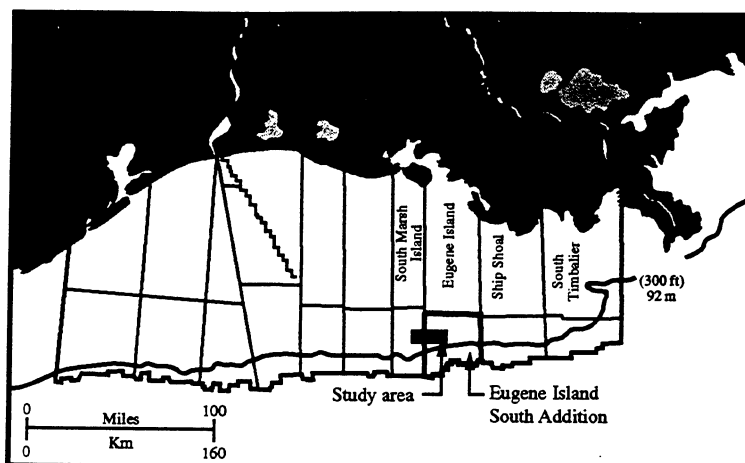 South Marsh
Island
Eugene Island
Ship Shoal
South
Timbalier
(300 ft)
92 m
Study area
Eugene Island
South Addition
0
100
Miles
Km
0
160